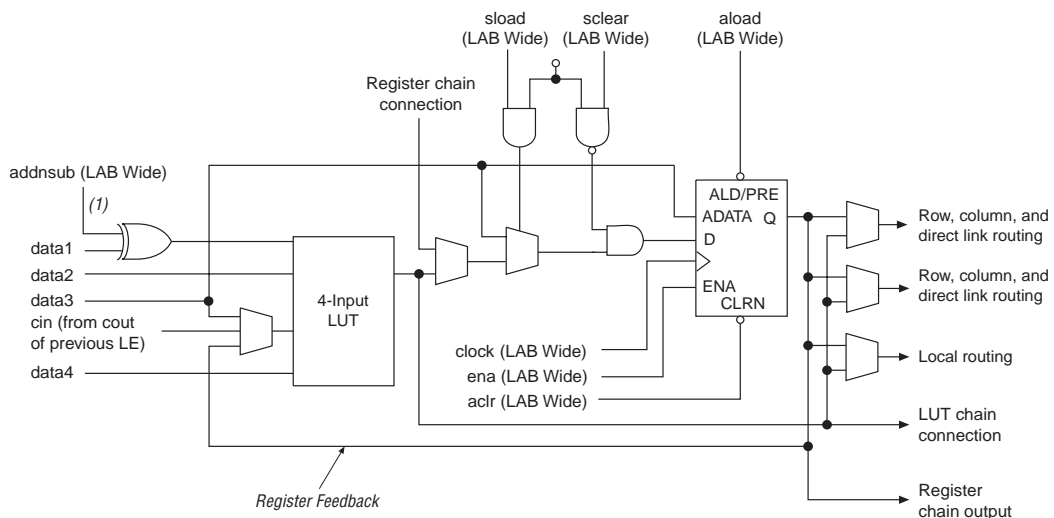 sload
(LAB Wide)
sclear
(LAB Wide)
aload
(LAB Wide)
Register chain
connection
addnsub (LAB Wide)
(1)
data1
data2
data3
cin (from cout
of previous LE)
data4
4-Input
LUT
ALD/PRE
ADATA Q
D
ENA
CLRN
clock (LAB Wide)
ena (LAB Wide)
aclr (LAB Wide)
Row, column, and
direct link routing
Row, column, and
direct link routing
Local routing
LUT chain
connection
Register
chain output
Register Feedback